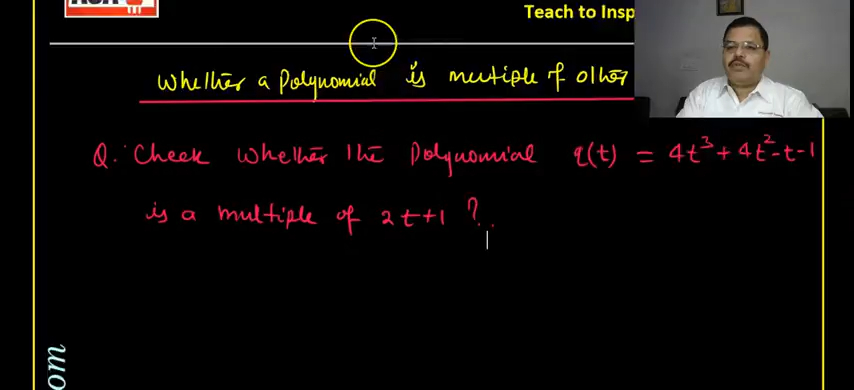 Teach to Insp
Whether a Polynomial is multiple of other
Q. Check whether the Polynomial q(t) = 4t³ + 4t² - t - 1
is a multiple of 2t+1 ?
om